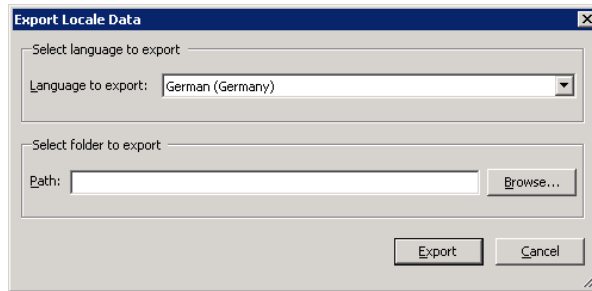 Export Locale Data
Select language to export
Language to export: German (Germany)
Select folder to export
Path: Browse...
Export Cancel